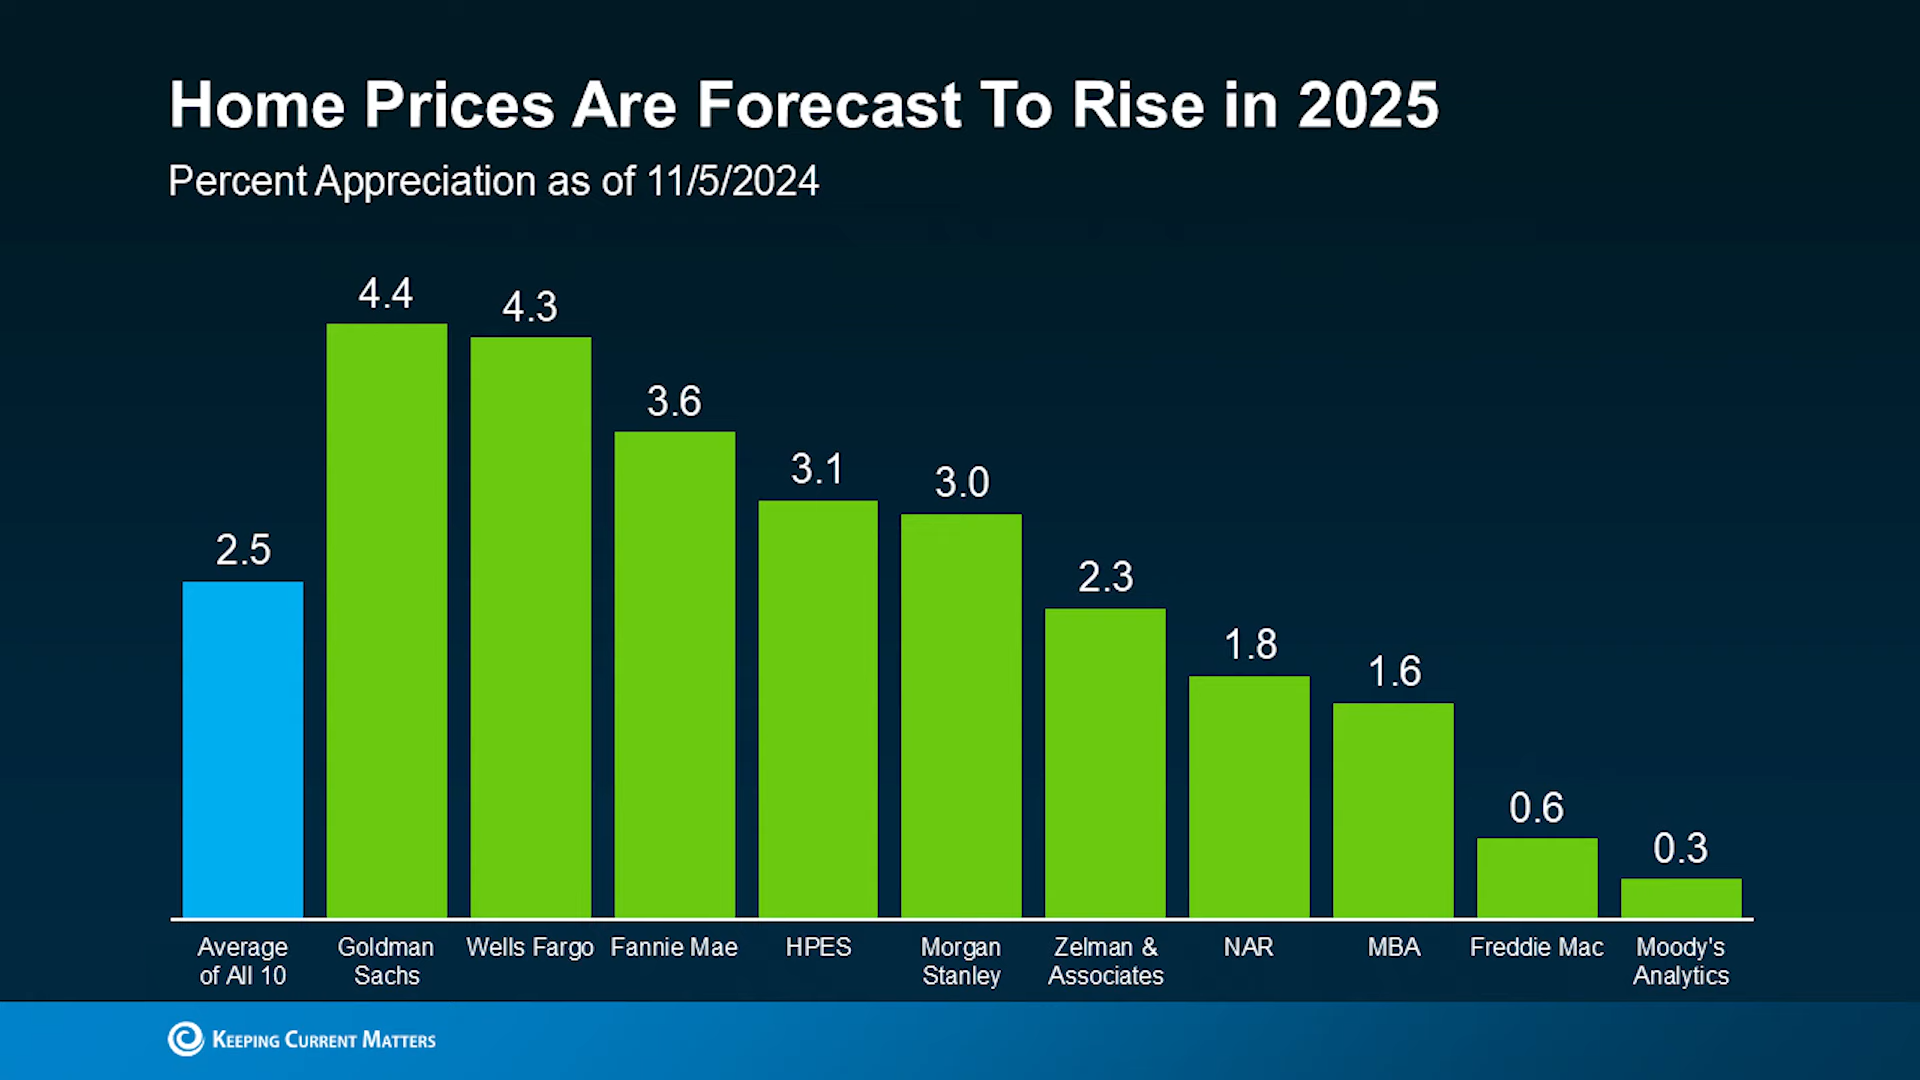 Home Prices Are Forecast To Rise in 2025
Percent Appreciation as of 11/5/2024
2.5
4.4
4.3
3.6
3.1
3.0
2.3
1.8
1.6
0.6
0.3
Average
of All 10
Goldman
Sachs
Wells Fargo
Fannie Mae
HPES
Morgan
Stanley
Zelman &
Associates
NAR
MBA
Freddie Mac
Moody's
Analytics
KEEPING CURRENT MATTERS